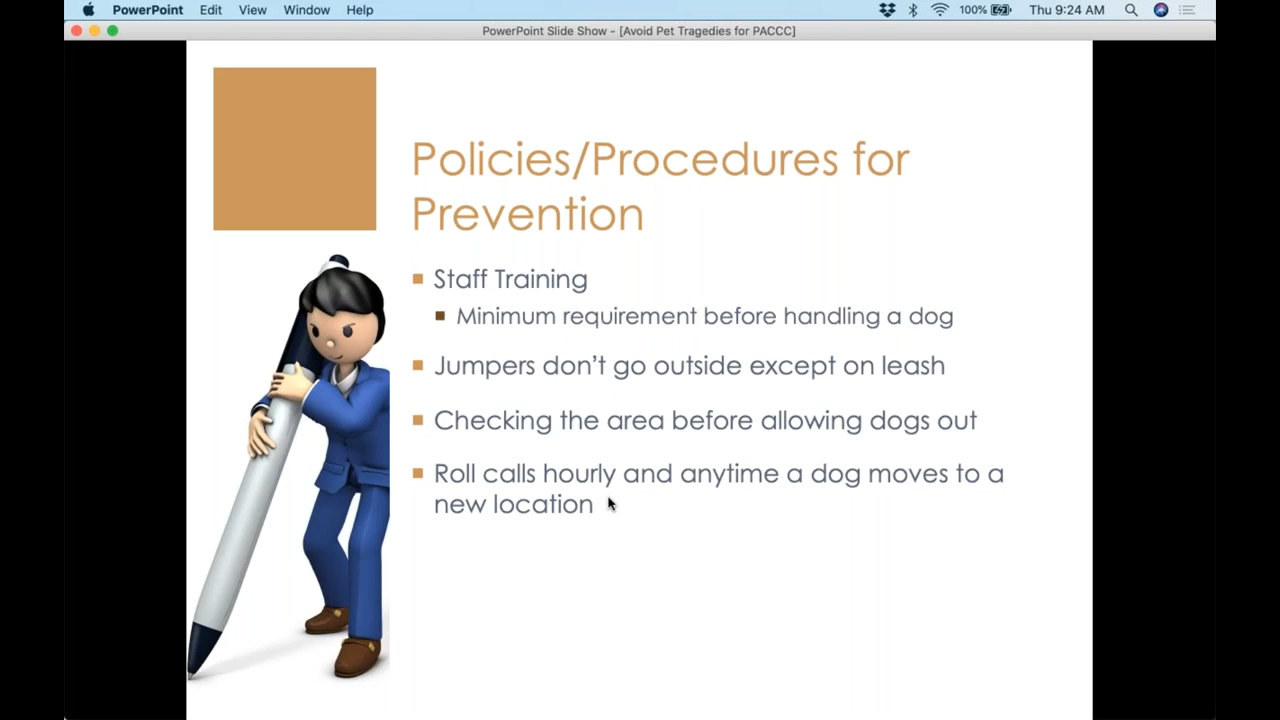 PowerPoint Edit View Window Help 100% Thu 9:24 AM
PowerPoint Slide Show - [Avoid Pet Tragedies for PACCC]
Policies/Procedures for
Prevention
Staff Training
Minimum requirement before handling a dog
Jumpers don’t go outside except on leash
Checking the area before allowing dogs out
Roll calls hourly and anytime a dog moves to a
new location